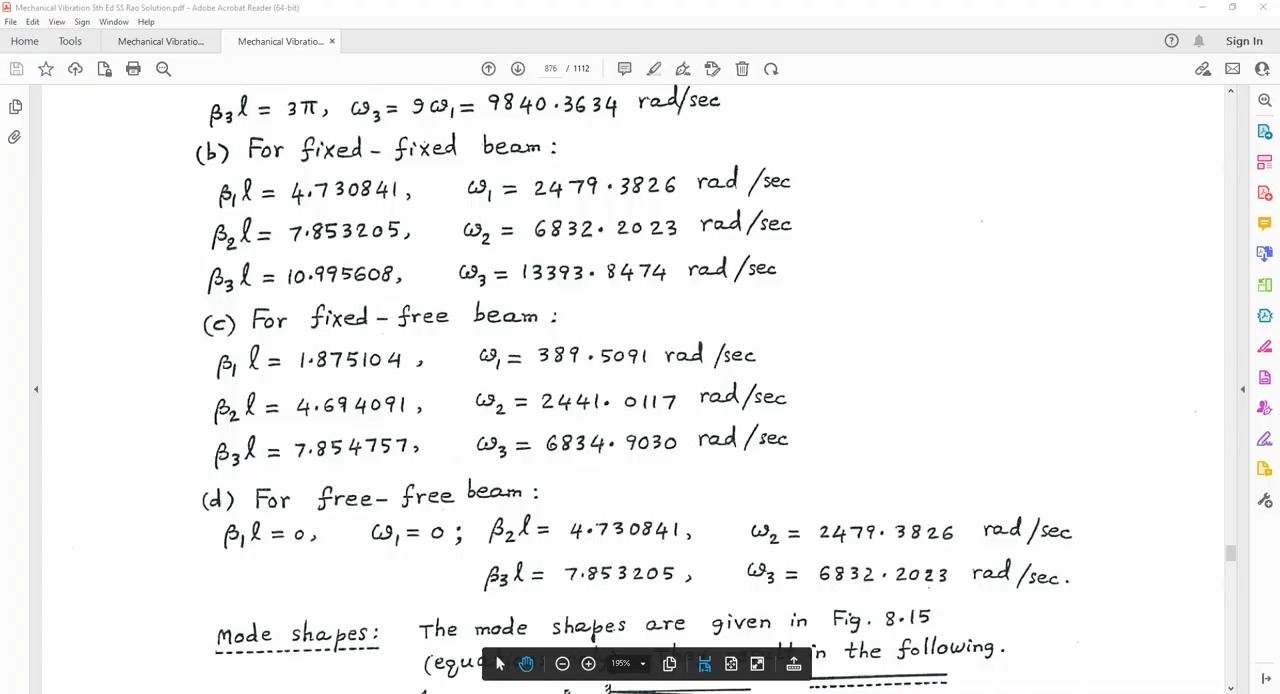 Mechanical Vibration 5th Ed SS Rao Solution.pdf - Adobe Acrobat Reader (64-bit)
File Edit View Sign Window Help
Home Tools Mechanical Vibratio... Mechanical Vibratio... × Sign In
876 / 1112
β₃l = 3π, ω₃ = 9ω₁ = 9840.3634 rad/sec
(b) For fixed-fixed beam:
β₁l = 4.730841, ω₁ = 2479.3826 rad/sec
β₂l = 7.853205, ω₂ = 6832.2023 rad/sec
β₃l = 10.995608, ω₃ = 13393.8474 rad/sec
(c) For fixed-free beam:
β₁l = 1.875104, ω₁ = 389.5091 rad/sec
β₂l = 4.694091, ω₂ = 2441.0117 rad/sec
β₃l = 7.854757, ω₃ = 6834.9030 rad/sec
(d) For free-free beam:
β₁l = 0, ω₁ = 0; β₂l = 4.730841, ω₂ = 2479.3826 rad/sec
β₃l = 7.853205, ω₃ = 6832.2023 rad/sec.
Mode shapes: The mode shapes are given in Fig. 8.15
in the following.
195%